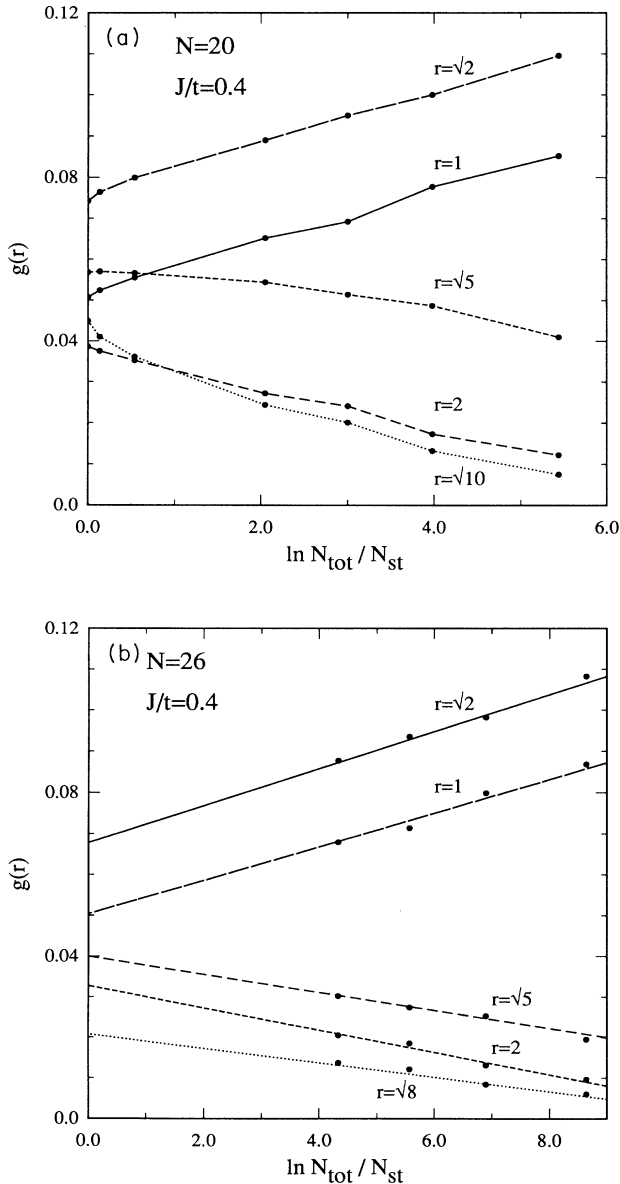 0.12
(a)
N=20
J/t=0.4
r=√2
0.08
r=1
g(r)
r=√5
0.04
r=2
r=√10
0.0
0.0 2.0 4.0 6.0
ln N_tot / N_st
0.12
(b) N=26
J/t=0.4
r=√2
0.08
r=1
g(r)
0.04
r=√5
r=2
r=√8
0.0
0.0 2.0 4.0 6.0 8.0
ln N_tot / N_st